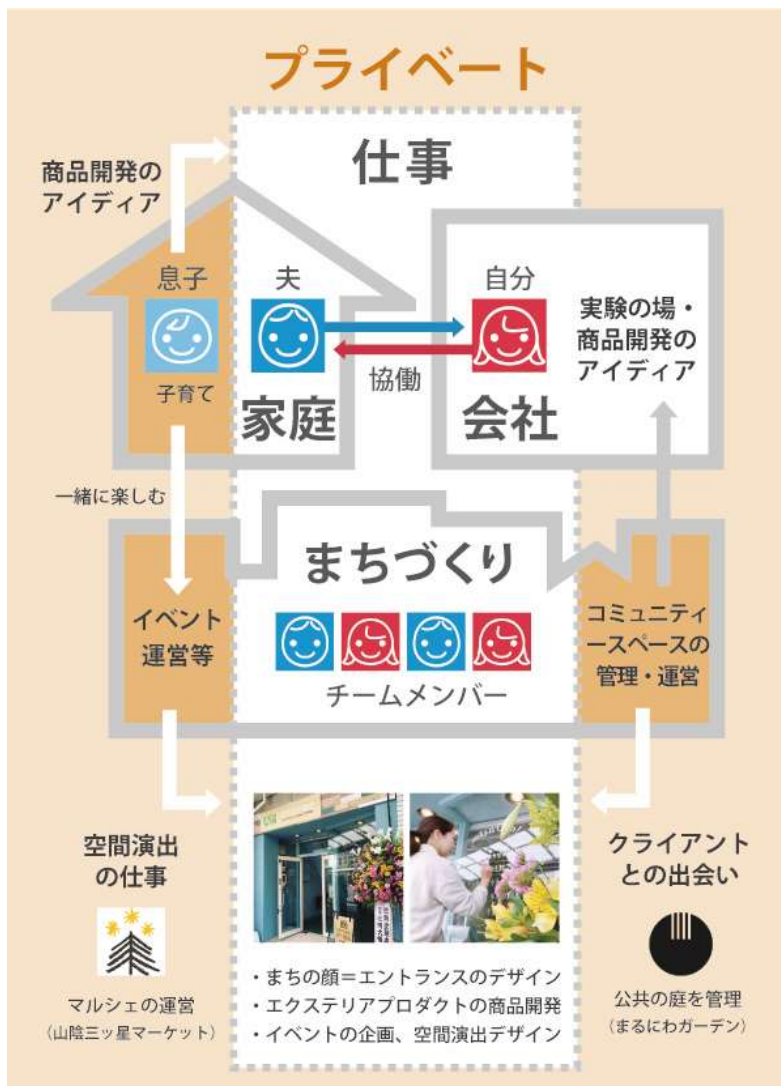 プライベート
仕事
商品開発の
アイディア
息子
夫
自分
実験の場・
商品開発の
アイディア
子育て
協働
家庭
会社
一緒に楽しむ
まちづくり
イベント
運営等
コミュニティ
ースペースの
管理・運営
チームメンバー
空間演出
の仕事
クライアント
との出会い
マルシェの運営
（山陰三ッ星マーケット）
・まちの顔＝エントランスのデザイン
・エクステリアプロダクトの商品開発
・イベントの企画、空間演出デザイン
公共の庭を管理
（まるにわガーデン）